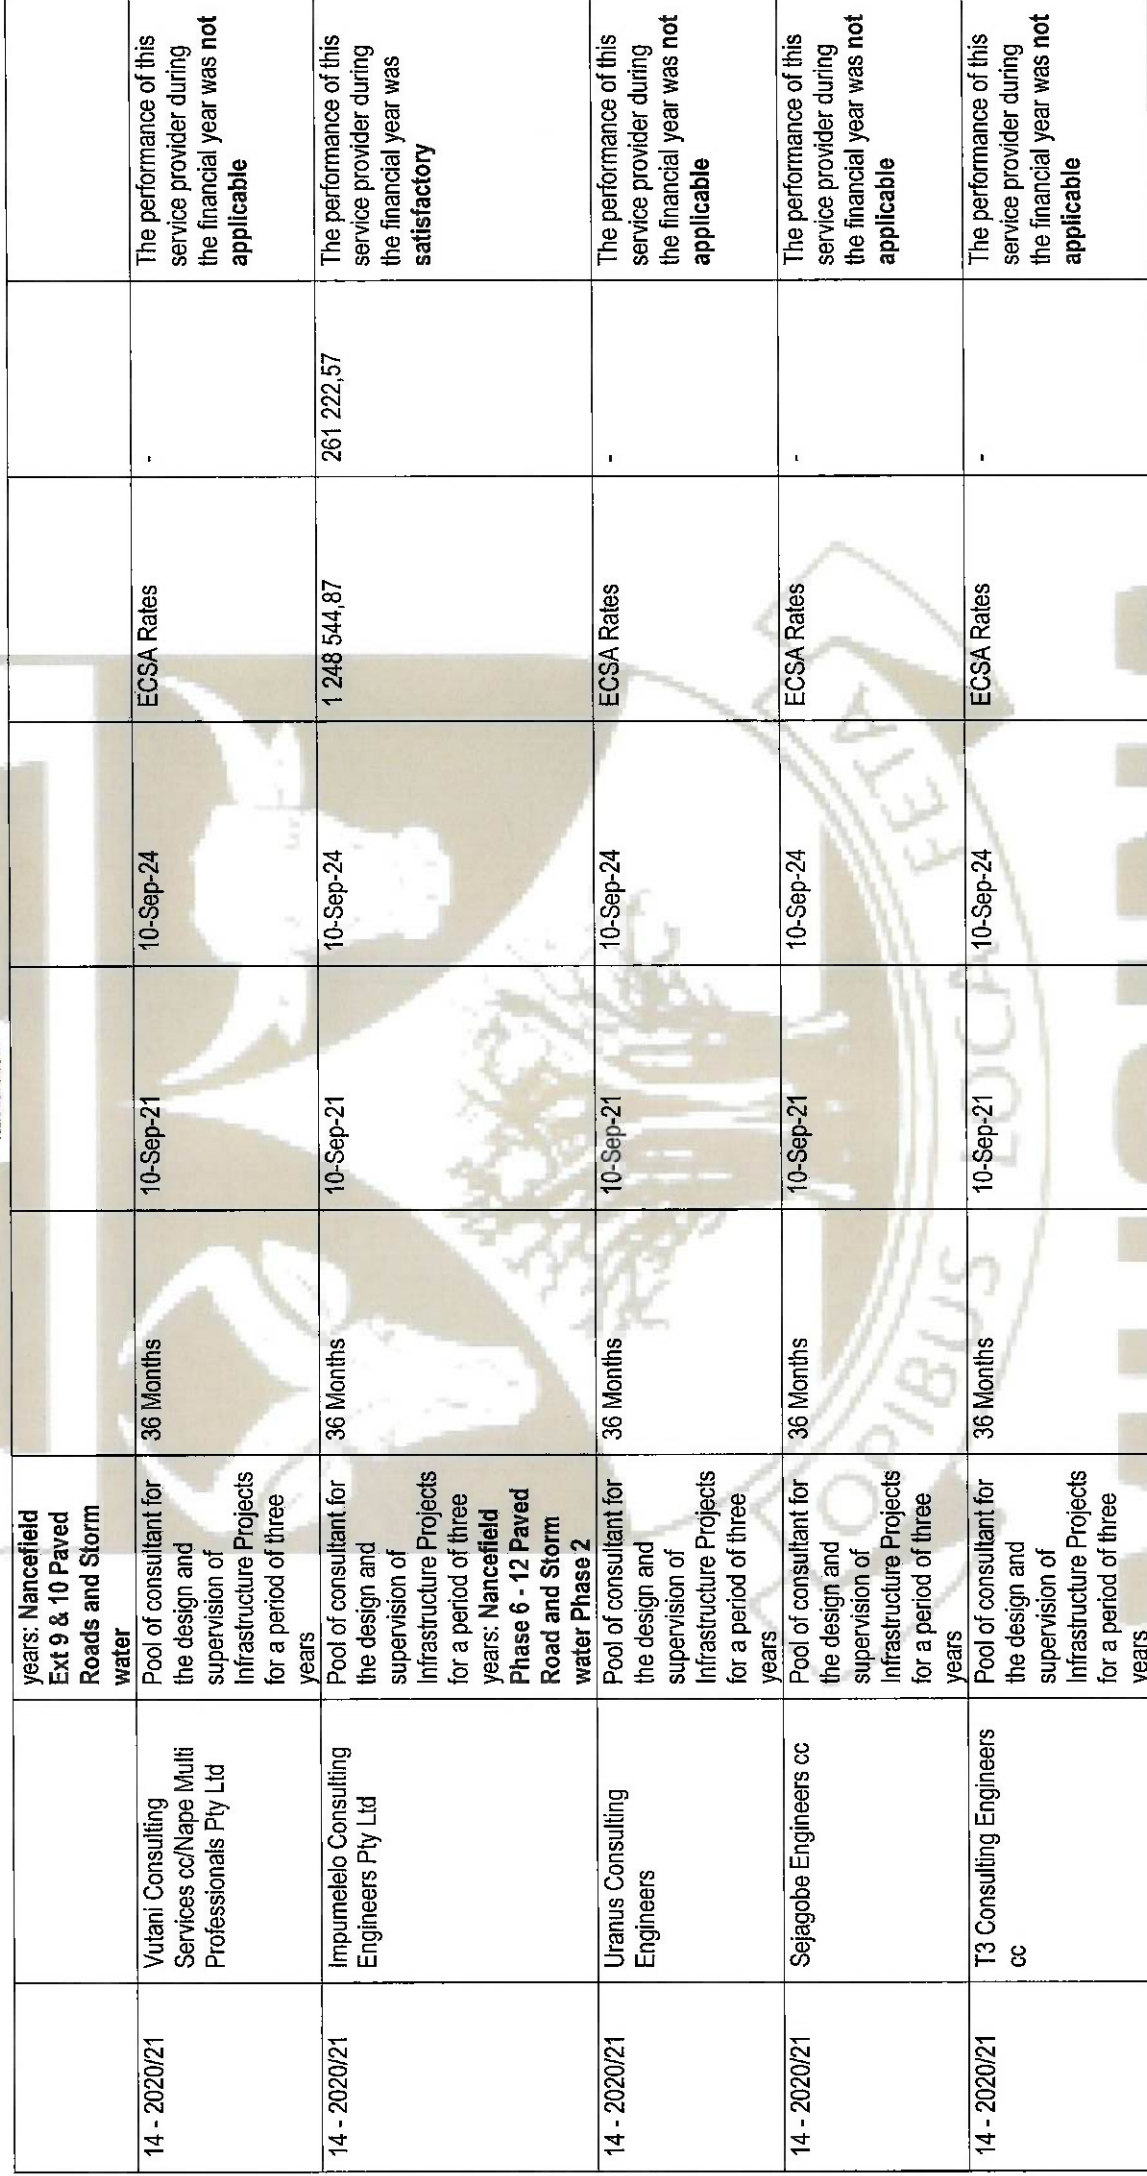 years: Nancefield
Ext 9 & 10 Paved
Roads and Storm
water
14 - 2020/21
Vutani Consulting
Services cc/Nape Multi
Professionals Pty Ltd
Pool of consultant for
the design and
supervision of
Infrastructure Projects
for a period of three
years
36 Months
10-Sep-21
10-Sep-24
ECSA Rates
-
The performance of this
service provider during
the financial year was not
applicable
14 - 2020/21
Impumelelo Consulting
Engineers Pty Ltd
Pool of consultant for
the design and
supervision of
Infrastructure Projects
for a period of three
years: Nancefield
Phase 6 - 12 Paved
Road and Storm
water Phase 2
36 Months
10-Sep-21
10-Sep-24
1 248 544,87
261 222,57
The performance of this
service provider during
the financial year was
satisfactory
14 - 2020/21
Uranus Consulting
Engineers
Pool of consultant for
the design and
supervision of
Infrastructure Projects
for a period of three
years
36 Months
10-Sep-21
10-Sep-24
ECSA Rates
-
The performance of this
service provider during
the financial year was not
applicable
14 - 2020/21
Sejagobe Engineers cc
Pool of consultant for
the design and
supervision of
Infrastructure Projects
for a period of three
years
36 Months
10-Sep-21
10-Sep-24
ECSA Rates
-
The performance of this
service provider during
the financial year was not
applicable
14 - 2020/21
T3 Consulting Engineers
cc
Pool of consultant for
the design and
supervision of
Infrastructure Projects
for a period of three
years
36 Months
10-Sep-21
10-Sep-24
ECSA Rates
-
The performance of this
service provider during
the financial year was not
applicable
OPIBUS LOCA FETA